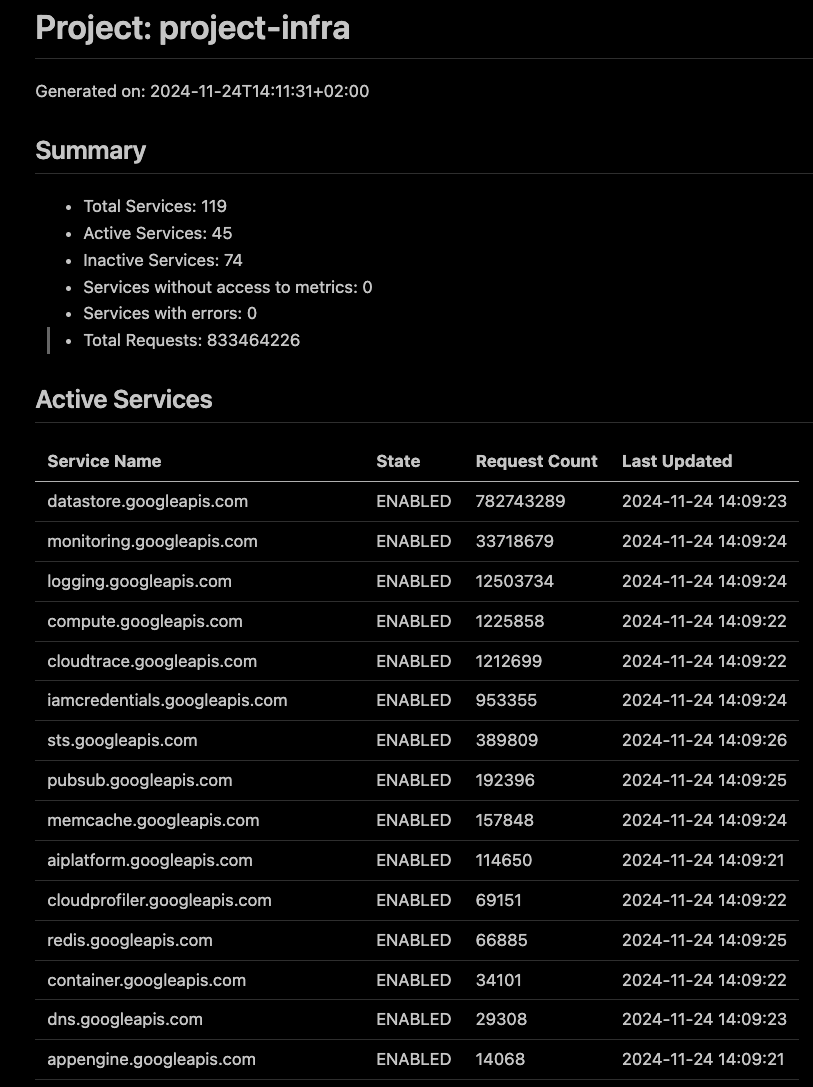 Project: project-infra
Generated on: 2024-11-24T14:11:31+02:00
Summary
• Total Services: 119
• Active Services: 45
• Inactive Services: 74
• Services without access to metrics: 0
• Services with errors: 0
• Total Requests: 833464226
Active Services
Service Name State Request Count Last Updated
datastore.googleapis.com ENABLED 782743289 2024-11-24 14:09:23
monitoring.googleapis.com ENABLED 33718679 2024-11-24 14:09:24
logging.googleapis.com ENABLED 12503734 2024-11-24 14:09:24
compute.googleapis.com ENABLED 1225858 2024-11-24 14:09:22
cloudtrace.googleapis.com ENABLED 1212699 2024-11-24 14:09:22
iamcredentials.googleapis.com ENABLED 953355 2024-11-24 14:09:24
sts.googleapis.com ENABLED 389809 2024-11-24 14:09:26
pubsub.googleapis.com ENABLED 192396 2024-11-24 14:09:25
memcache.googleapis.com ENABLED 157848 2024-11-24 14:09:24
aiplatform.googleapis.com ENABLED 114650 2024-11-24 14:09:21
cloudprofiler.googleapis.com ENABLED 69151 2024-11-24 14:09:22
redis.googleapis.com ENABLED 66885 2024-11-24 14:09:25
container.googleapis.com ENABLED 34101 2024-11-24 14:09:22
dns.googleapis.com ENABLED 29308 2024-11-24 14:09:23
appengine.googleapis.com ENABLED 14068 2024-11-24 14:09:21